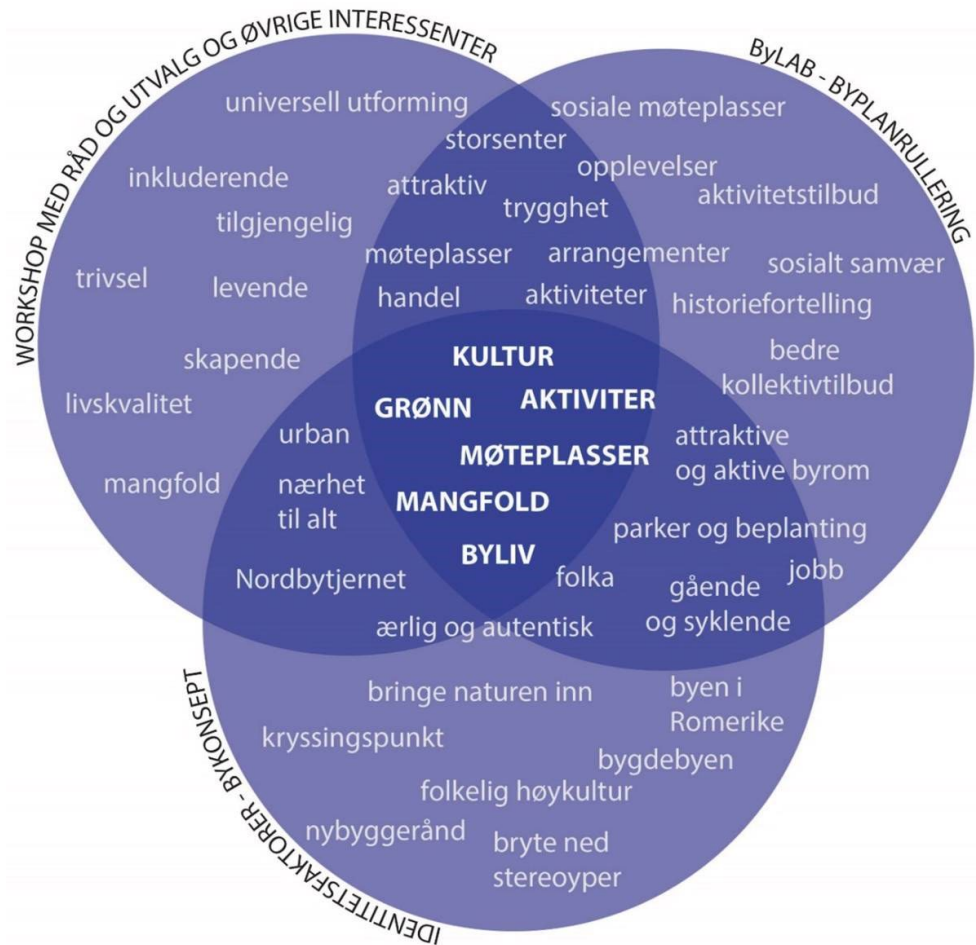 WORKSHOP MED RÅD OG UTVALG OG ØVRIGE INTERESSENTER
ByLAB - BYPLANRULLERING
universell utforming
sosiale møteplasser
storsenter
opplevelser
inkluderende
attraktiv
aktivitetstilbud
trygghet
tilgjengelig
møteplasser
arrangementer
sosialt samvær
trivsel
levende
handel
aktiviteter
historiefortelling
skapende
KULTUR
bedre
kollektivtilbud
livskvalitet
GRØNN
AKTIVITER
urban
attraktive
og aktive byrom
MØTEPLASSER
mangfold
nærhet
til alt
MANGFOLD
parker og beplanting
BYLIV
Nordbytjernet
folka
gående
og syklende
jobb
ærlig og autentisk
bringe naturen inn
byen i
Romerike
kryssingspunkt
bygdebyen
folkelig høykultur
nybyggerånd
bryte ned
stereoyper
IDENTITETSFAKTORER - BYKONSEPT